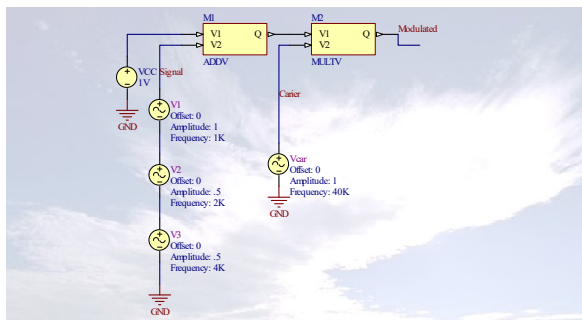 M1
M2
V1 Q
V2
ADDV
V1 Q
V2
MULTV
Modulated
VCC
1V
Signal
GND
V1
Offset: 0
Amplitude: 1
Frequency: 1K
Carier
V2
Offset: 0
Amplitude: .5
Frequency: 2K
Vcar
Offset: 0
Amplitude: 1
Frequency: 40K
GND
V3
Offset: 0
Amplitude: .5
Frequency: 4K
GND